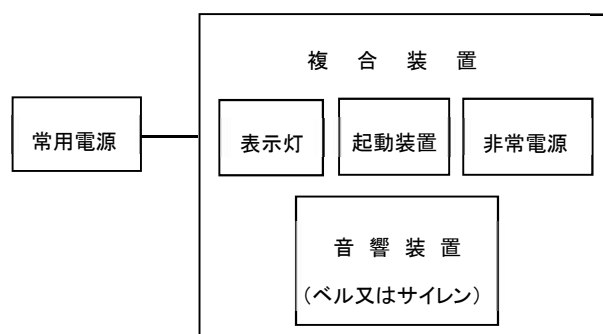 複合装置
常用電源
表示灯
起動装置
非常電源
音響装置
(ベル又はサイレン)